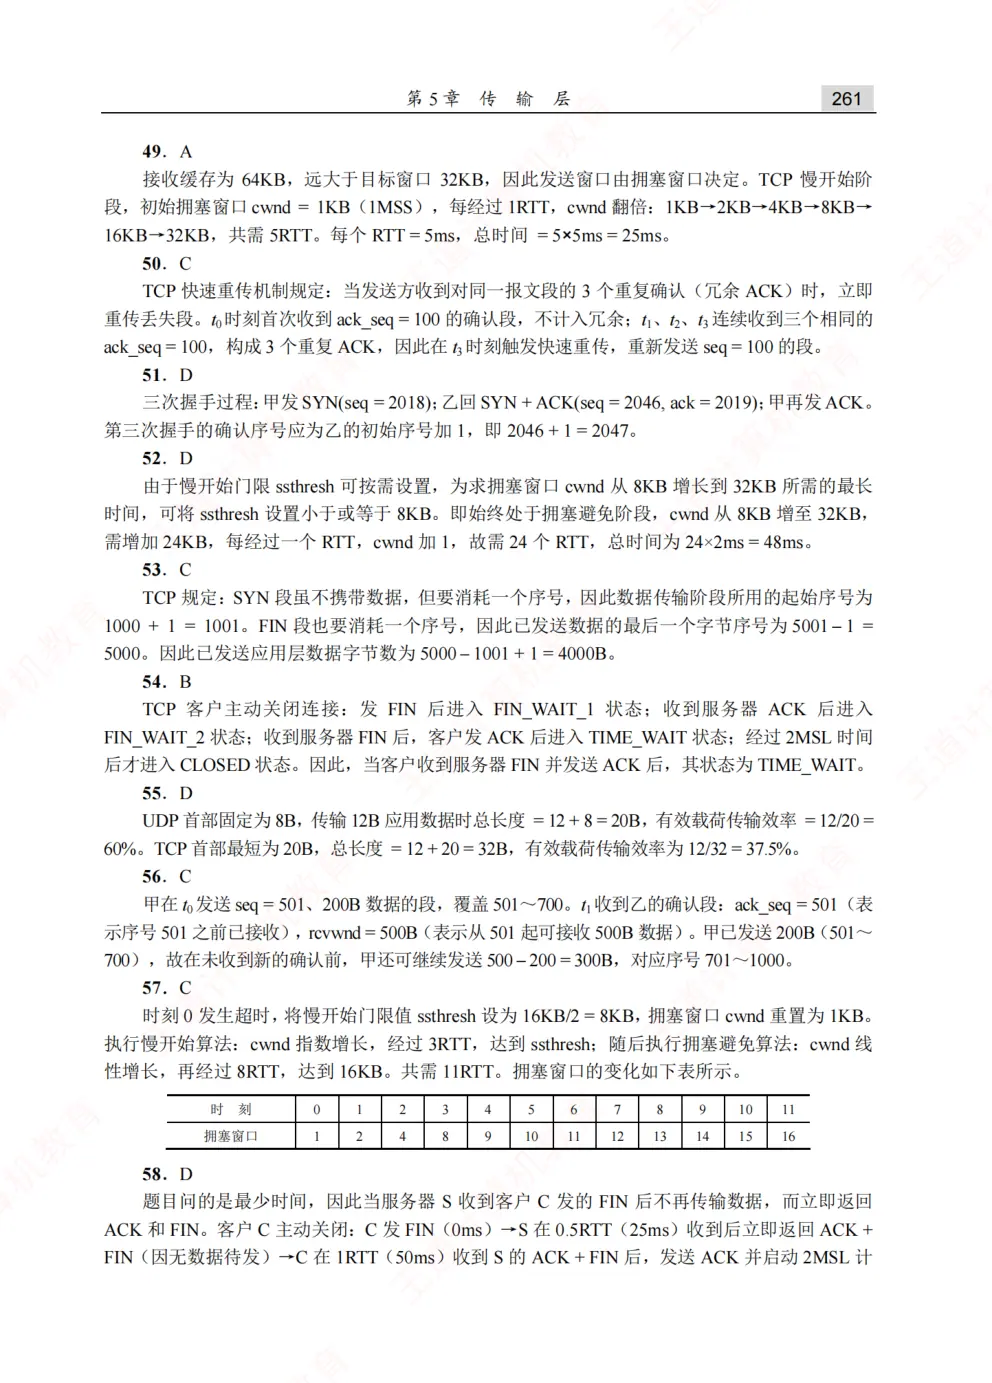 第 5 章 传 输 层 261
49．A
接收缓存为 64KB，远大于目标窗口 32KB，因此发送窗口由拥塞窗口决定。TCP 慢开始阶
段，初始拥塞窗口 cwnd = 1KB（1MSS），每经过 1RTT，cwnd 翻倍：1KB→2KB→4KB→8KB→
16KB→32KB，共需 5RTT。每个 RTT = 5ms，总时间 = 5×5ms = 25ms。
50．C
TCP 快速重传机制规定：当发送方收到对同一报文段的 3 个重复确认（冗余 ACK）时，立即
重传丢失段。t0 时刻首次收到 ack_seq = 100 的确认段，不计入冗余；t1、t2、t3 连续收到三个相同的
ack_seq = 100，构成 3 个重复 ACK，因此在 t3 时刻触发快速重传，重新发送 seq = 100 的段。
51．D
三次握手过程：甲发 SYN(seq = 2018)；乙回 SYN + ACK(seq = 2046, ack = 2019)；甲再发 ACK。
第三次握手的确认序号应为乙的初始序号加 1，即 2046 + 1 = 2047。
52．D
由于慢开始门限 ssthresh 可按需设置，为求拥塞窗口 cwnd 从 8KB 增长到 32KB 所需的最长
时间，可将 ssthresh 设置小于或等于 8KB。即始终处于拥塞避免阶段，cwnd 从 8KB 增至 32KB，
需增加 24KB，每经过一个 RTT，cwnd 加 1，故需 24 个 RTT，总时间为 24×2ms = 48ms。
53．C
TCP 规定：SYN 段虽不携带数据，但要消耗一个序号，因此数据传输阶段所用的起始序号为
1000 + 1 = 1001。FIN 段也要消耗一个序号，因此已发送数据的最后一个字节序号为 5001 – 1 =
5000。因此已发送应用层数据字节数为 5000 – 1001 + 1 = 4000B。
54．B
TCP 客户主动关闭连接：发 FIN 后进入 FIN_WAIT_1 状态；收到服务器 ACK 后进入
FIN_WAIT_2 状态；收到服务器 FIN 后，客户发 ACK 后进入 TIME_WAIT 状态；经过 2MSL 时间
后才进入 CLOSED 状态。因此，当客户收到服务器 FIN 并发送 ACK 后，其状态为 TIME_WAIT。
55．D
UDP 首部固定为 8B，传输 12B 应用数据时总长度 = 12 + 8 = 20B，有效载荷传输效率 = 12/20 =
60%。TCP 首部最短为 20B，总长度 = 12 + 20 = 32B，有效载荷传输效率为 12/32 = 37.5%。
56．C
甲在 t0 发送 seq = 501、200B 数据的段，覆盖 501～700。t1 收到乙的确认段：ack_seq = 501（表
示序号 501 之前已接收），rcvwnd = 500B（表示从 501 起可接收 500B 数据）。甲已发送 200B（501～
700），故在未收到新的确认前，甲还可继续发送 500 – 200 = 300B，对应序号 701～1000。
57．C
时刻 0 发生超时，将慢开始门限值 ssthresh 设为 16KB/2 = 8KB，拥塞窗口 cwnd 重置为 1KB。
执行慢开始算法：cwnd 指数增长，经过 3RTT，达到 ssthresh；随后执行拥塞避免算法：cwnd 线
性增长，再经过 8RTT，达到 16KB。共需 11RTT。拥塞窗口的变化如下表所示。
时 刻 0 1 2 3 4 5 6 7 8 9 10 11
拥塞窗口 1 2 4 8 9 10 11 12 13 14 15 16
58．D
题目问的是最少时间，因此当服务器 S 收到客户 C 发的 FIN 后不再传输数据，而立即返回
ACK 和 FIN。客户 C 主动关闭：C 发 FIN（0ms）→S 在 0.5RTT（25ms）收到后立即返回 ACK +
FIN（因无数据待发）→C 在 1RTT（50ms）收到 S 的 ACK + FIN 后，发送 ACK 并启动 2MSL 计